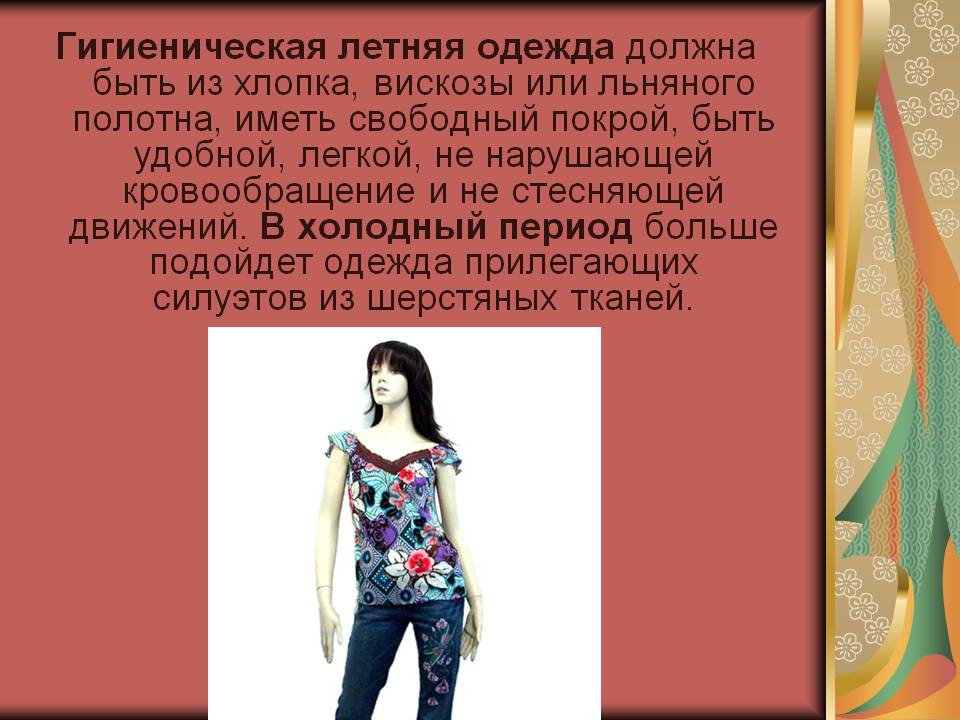 Гигиеническая летняя одежда должна
быть из хлопка, вискозы или льняного
полотна, иметь свободный покрой, быть
удобной, легкой, не нарушающей
кровообращение и не стесняющей
движений. В холодный период больше
подойдет одежда прилегающих
силуэтов из шерстяных тканей.